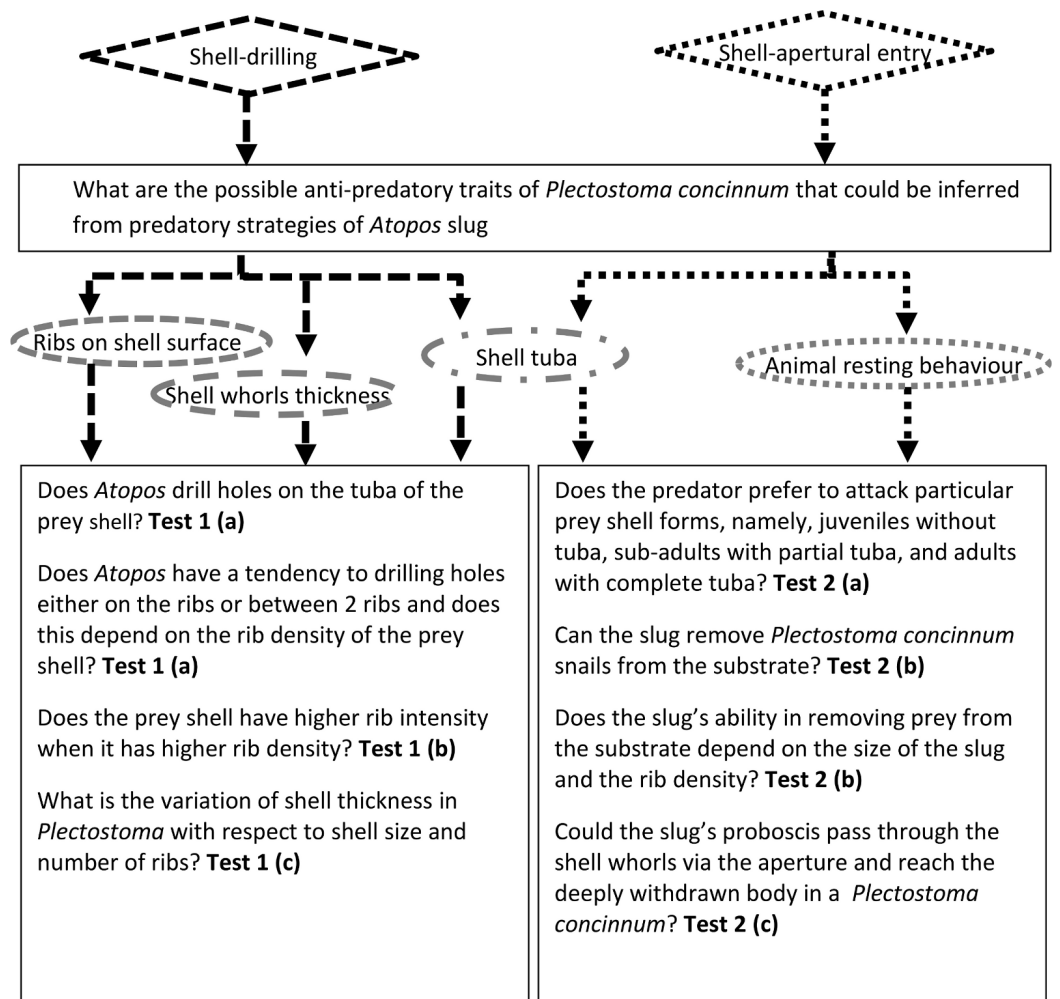 Shell-drilling
Shell-apertural entry
What are the possible anti-predatory traits of Plectostoma concinnum that could be inferred
from predatory strategies of Atopos slug
Ribs on shell surface
Shell whorls thickness
Shell tuba
Animal resting behaviour
Does Atopos drill holes on the tuba of the
prey shell? Test 1 (a)
Does Atopos have a tendency to drilling holes
either on the ribs or between 2 ribs and does
this depend on the rib density of the prey
shell? Test 1 (a)
Does the prey shell have higher rib intensity
when it has higher rib density? Test 1 (b)
What is the variation of shell thickness in
Plectostoma with respect to shell size and
number of ribs? Test 1 (c)
Does the predator prefer to attack particular
prey shell forms, namely, juveniles without
tuba, sub-adults with partial tuba, and adults
with complete tuba? Test 2 (a)
Can the slug remove Plectostoma concinnum
snails from the substrate? Test 2 (b)
Does the slug’s ability in removing prey from
the substrate depend on the size of the slug
and the rib density? Test 2 (b)
Could the slug’s proboscis pass through the
shell whorls via the aperture and reach the
deeply withdrawn body in a Plectostoma
concinnum? Test 2 (c)